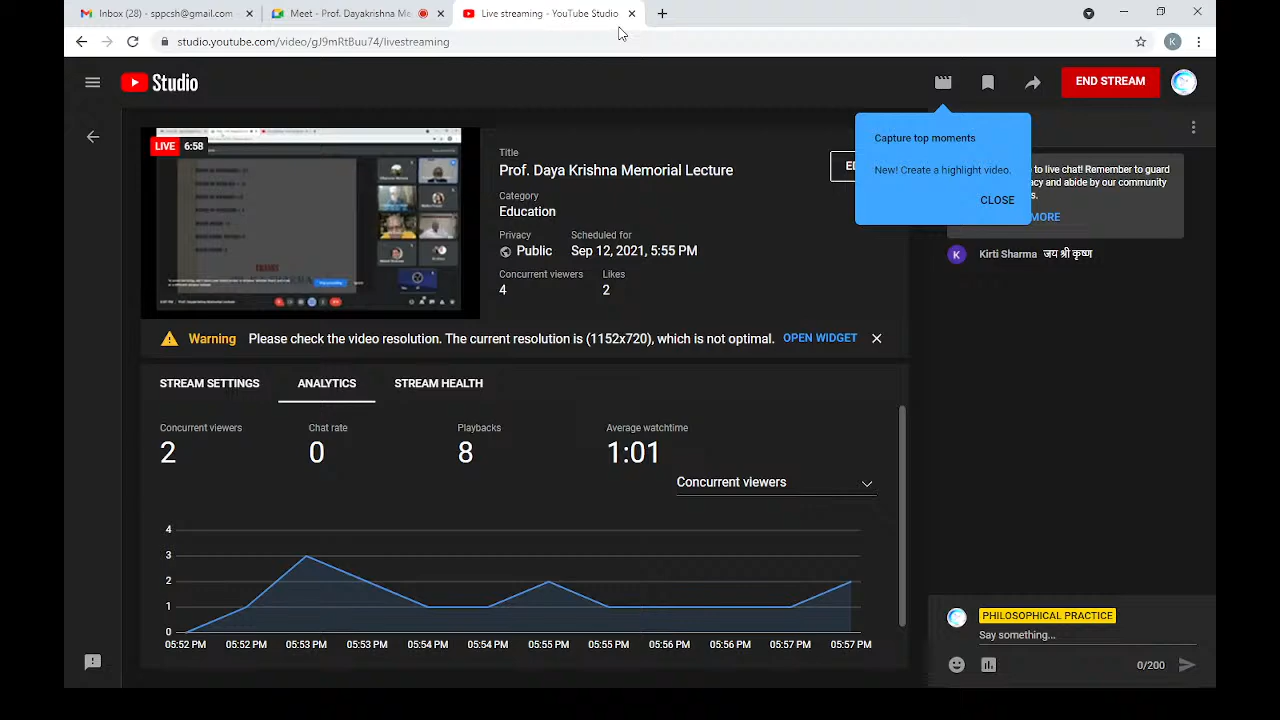 Inbox (28) - sppcsh@gmail.com
Meet - Prof. Dayakrishna Me
Live streaming - YouTube Studio
studio.youtube.com/video/gJ9mRtBuu74/livestreaming
K
Studio
END STREAM
LIVE 6:58
Title
Prof. Daya Krishna Memorial Lecture
Category
Education
Privacy
Public
Scheduled for
Sep 12, 2021, 5:55 PM
Concurrent viewers
4
Likes
2
Capture top moments
New! Create a highlight video.
CLOSE
to live chat! Remember to guard
and abide by our community
MORE
K Kirti Sharma जय श्री कृष्ण
Warning Please check the video resolution. The current resolution is (1152x720), which is not optimal. OPEN WIDGET
STREAM SETTINGS ANALYTICS STREAM HEALTH
Concurrent viewers Chat rate Playbacks Average watchtime
2 0 8 1:01
Concurrent viewers
4
3
2
1
0
05:52 PM 05:52 PM 05:53 PM 05:53 PM 05:54 PM 05:54 PM 05:55 PM 05:55 PM 05:56 PM 05:56 PM 05:57 PM 05:57 PM
PHILOSOPHICAL PRACTICE
Say something...
0/200